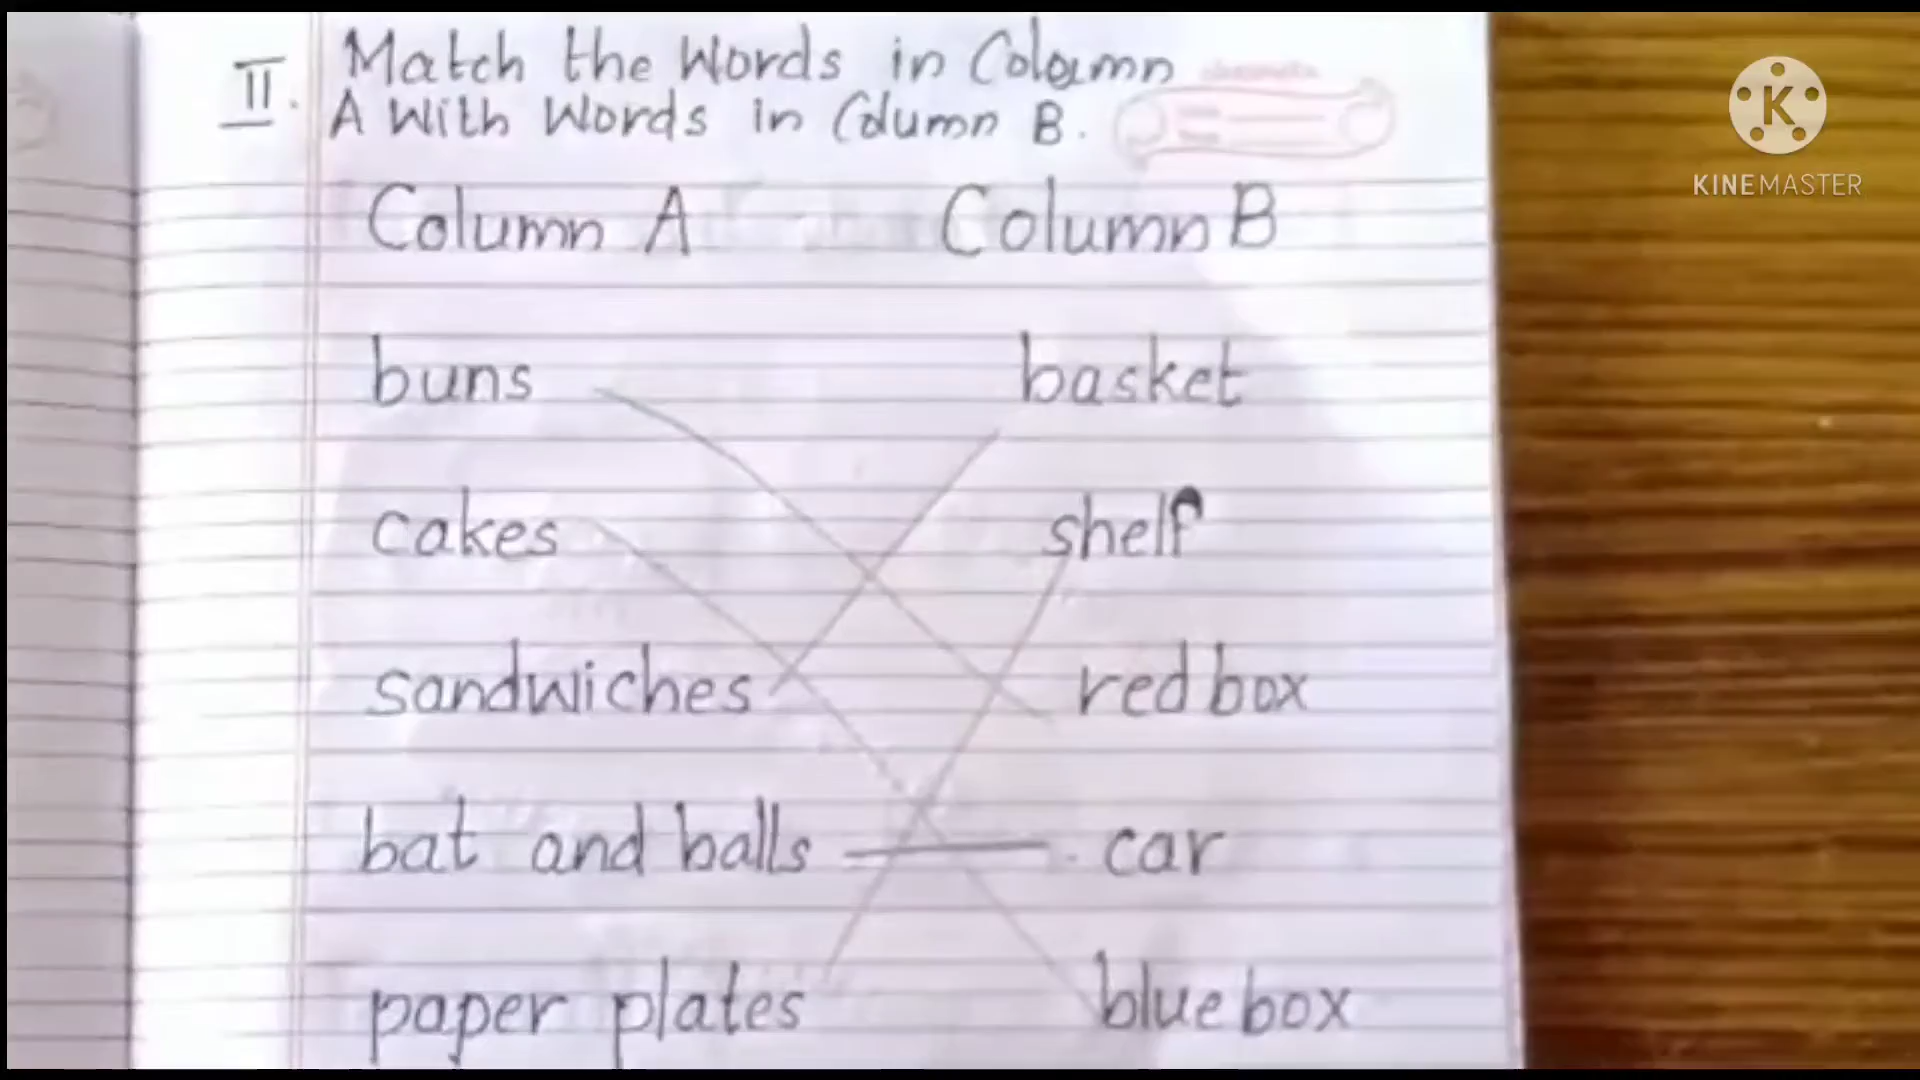 II. Match the Words in Column
A With Words in Column B.
Column A Column B
buns basket
cakes shelf
sandwiches red box
bat and balls car
paper plates blue box
K
KINEMASTER